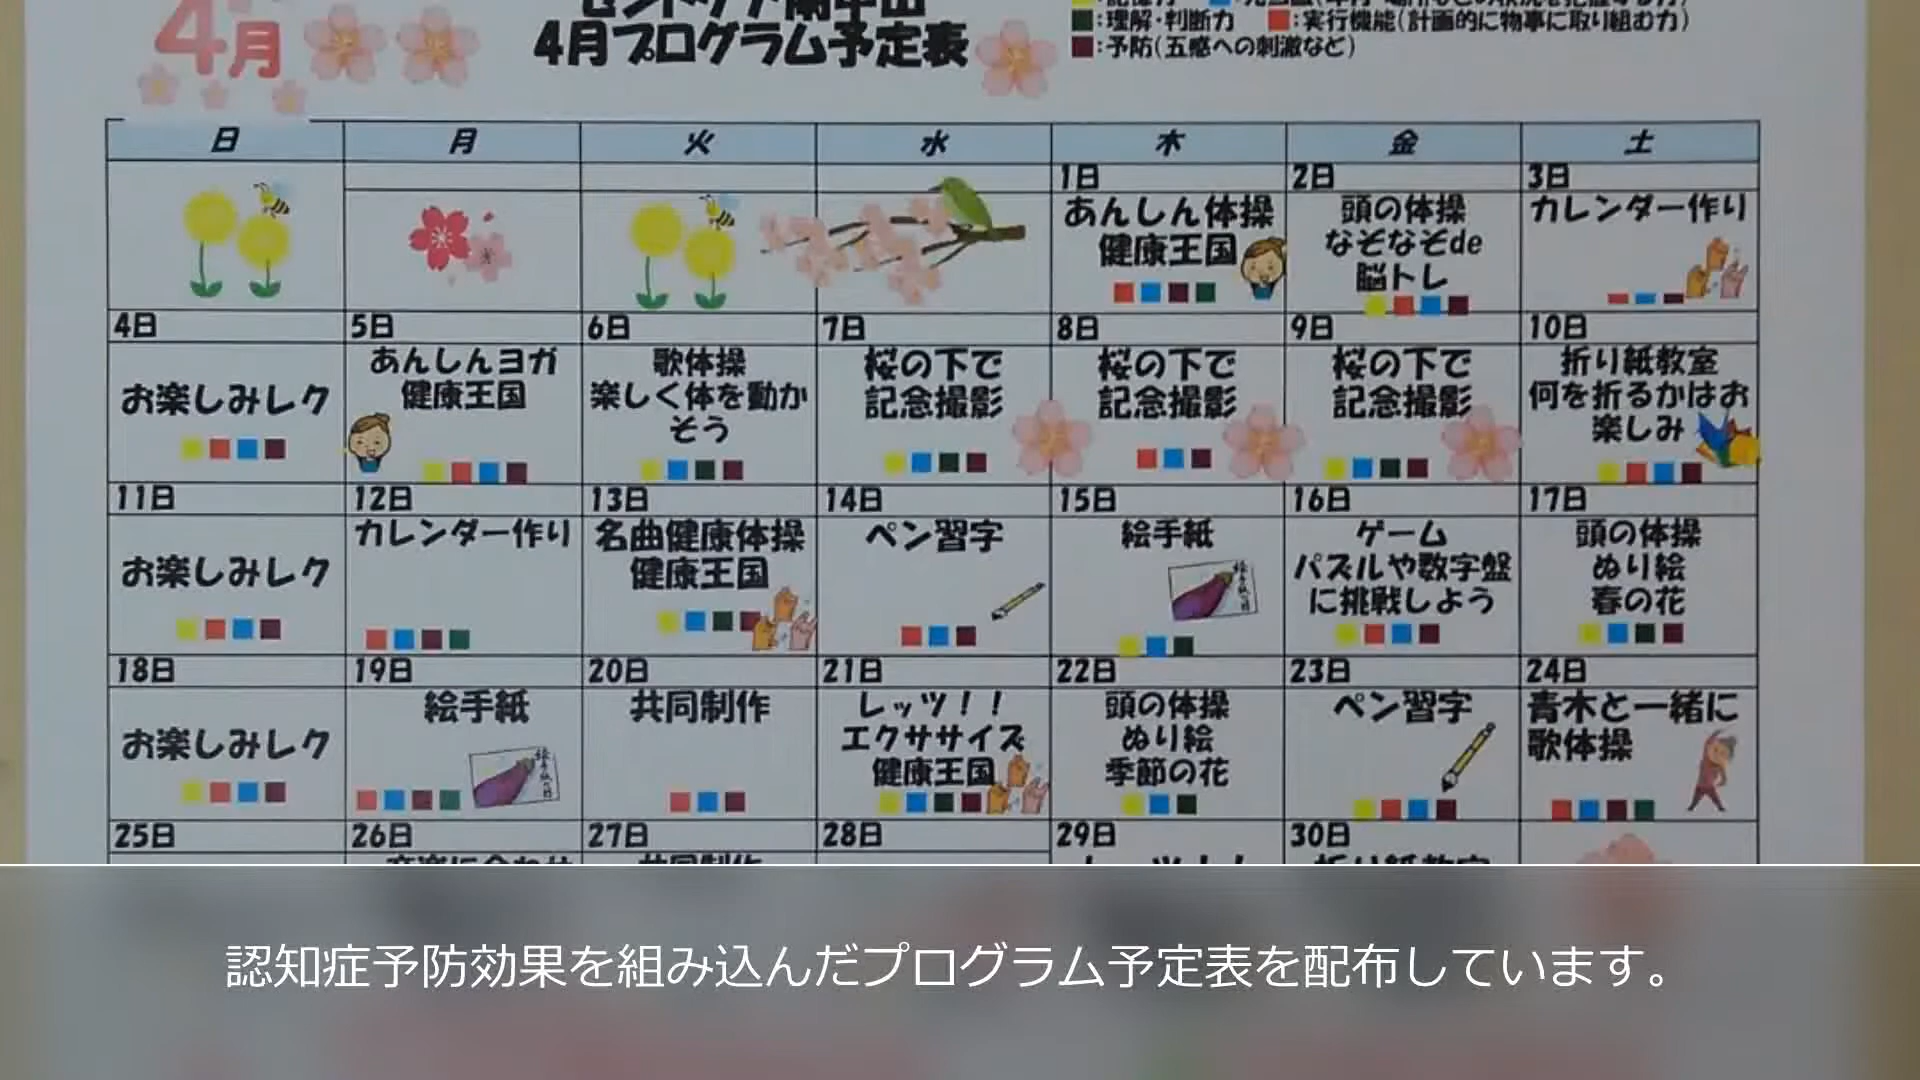 4月
4月プログラム予定表
:理解・判断力 :実行機能(計画的に物事に取り組む力)
:予防(五感への刺激など)
日 月 火 水 木 金 土
1日 2日 3日
あんしん体操
健康王国
頭の体操
なぞなぞde
脳トレ
カレンダー作り
4日 5日 6日 7日 8日 9日 10日
お楽しみレク
あんしんヨガ
健康王国
歌体操
楽しく体を動か
そう
桜の下で
記念撮影
桜の下で
記念撮影
桜の下で
記念撮影
折り紙教室
何を折るかはお
楽しみ
11日 12日 13日 14日 15日 16日 17日
お楽しみレク
カレンダー作り
名曲健康体操
健康王国
ペン習字
絵手紙
ゲーム
パズルや数字盤
に挑戦しよう
頭の体操
ぬり絵
春の花
18日 19日 20日 21日 22日 23日 24日
お楽しみレク
絵手紙
共同制作
レッツ!!
エクササイズ
健康王国
頭の体操
ぬり絵
季節の花
ペン習字
青木と一緒に
歌体操
25日 26日 27日 28日 29日 30日
認知症予防効果を組み込んだプログラム予定表を配布しています。